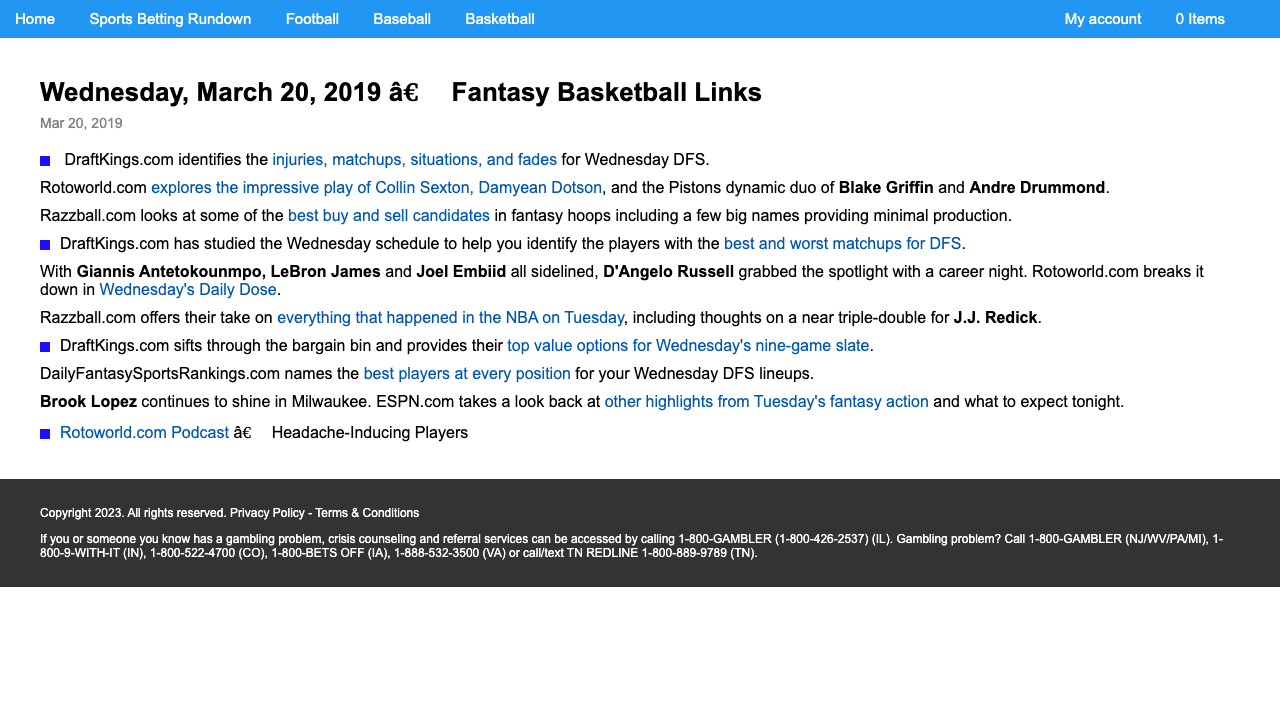 Home Sports Betting Rundown Football Baseball Basketball My account 0 Items
Wednesday, March 20, 2019 â€ Fantasy Basketball Links
Mar 20, 2019
DraftKings.com identifies the injuries, matchups, situations, and fades for Wednesday DFS.
Rotoworld.com explores the impressive play of Collin Sexton, Damyean Dotson, and the Pistons dynamic duo of Blake Griffin and Andre Drummond.
Razzball.com looks at some of the best buy and sell candidates in fantasy hoops including a few big names providing minimal production.
DraftKings.com has studied the Wednesday schedule to help you identify the players with the best and worst matchups for DFS.
With Giannis Antetokounmpo, LeBron James and Joel Embiid all sidelined, D'Angelo Russell grabbed the spotlight with a career night. Rotoworld.com breaks it
down in Wednesday's Daily Dose.
Razzball.com offers their take on everything that happened in the NBA on Tuesday, including thoughts on a near triple-double for J.J. Redick.
DraftKings.com sifts through the bargain bin and provides their top value options for Wednesday's nine-game slate.
DailyFantasySportsRankings.com names the best players at every position for your Wednesday DFS lineups.
Brook Lopez continues to shine in Milwaukee. ESPN.com takes a look back at other highlights from Tuesday's fantasy action and what to expect tonight.
Rotoworld.com Podcast â€ Headache-Inducing Players
Copyright 2023. All rights reserved. Privacy Policy - Terms & Conditions
If you or someone you know has a gambling problem, crisis counseling and referral services can be accessed by calling 1-800-GAMBLER (1-800-426-2537) (IL). Gambling problem? Call 1-800-GAMBLER (NJ/WV/PA/MI), 1-
800-9-WITH-IT (IN), 1-800-522-4700 (CO), 1-800-BETS OFF (IA), 1-888-532-3500 (VA) or call/text TN REDLINE 1-800-889-9789 (TN).